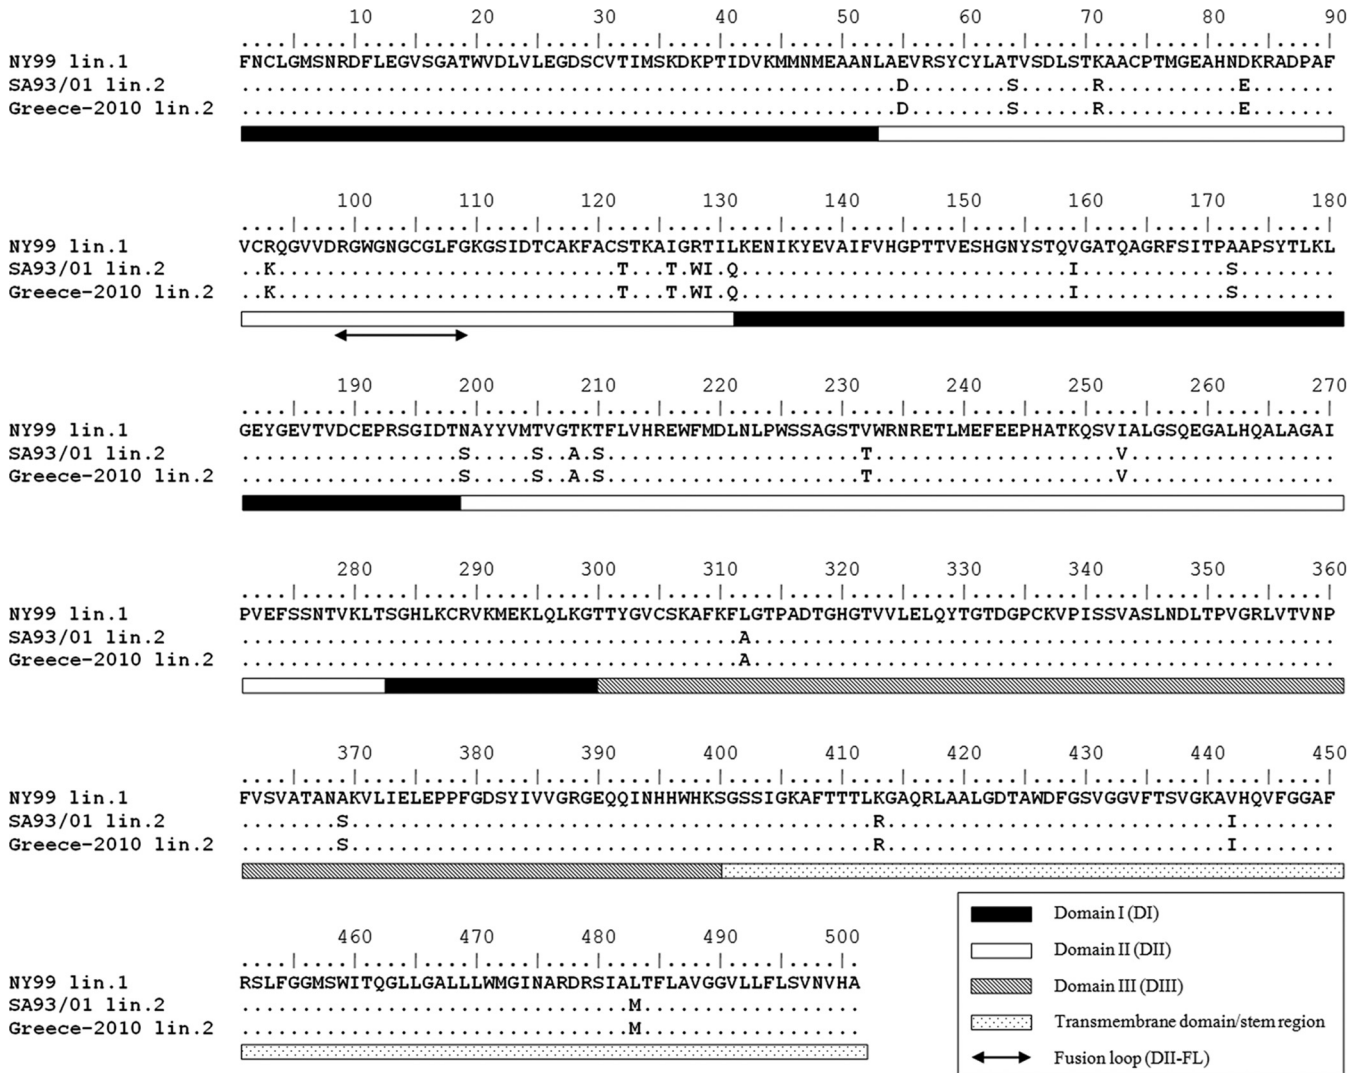 10 20 30 40 50 60 70 80 90
....|....|....|....|....|....|....|....|....|....|....|....|....|....|....|....|....|....|
NY99 lin.1 FNCLGMSNRDFLEGVSGATWVDLVLEGDSCVTIMSKDKPTIDVKMMNMEAANLAEVRSYCYLATVSDLSTKAACPTMGEAHNDKRADPAF
SA93/01 lin.2 ......................................................D........S......R...........E.......
Greece-2010 lin.2 ......................................................D........S......R...........E.......
100 110 120 130 140 150 160 170 180
....|....|....|....|....|....|....|....|....|....|....|....|....|....|....|....|....|....|
NY99 lin.1 VCRQGVVDRGWGNGCGLFGKGSIDTCAKFACSTKAIGRTILKENIKYEVAIFVHGPTTVESHGNYSTQVGATQAGRFSITPAAPSYTLKL
SA93/01 lin.2 ..K............................T...T.WI.Q...........................I............S........
Greece-2010 lin.2 ..K............................T...T.WI.Q...........................I............S........
190 200 210 220 230 240 250 260 270
....|....|....|....|....|....|....|....|....|....|....|....|....|....|....|....|....|....|
NY99 lin.1 GEYGEVTVDCEPRSGIDTNAYYVMTVGTKTFLVHREWFMDLNLPWSSAGSTVWRNRETLMEFEEPHATKQSVIALGSQEGALHQALAGAI
SA93/01 lin.2 ..................S.....S..A.S.....................T....................V.................
Greece-2010 lin.2 ..................S.....S..A.S.....................T....................V.................
280 290 300 310 320 330 340 350 360
....|....|....|....|....|....|....|....|....|....|....|....|....|....|....|....|....|....|
NY99 lin.1 PVEFSSNTVKLTSGHLKCRVKMEKLQLKGTTYGVCSKAFKFLGTPADTGHGTVVLELQYTGTDGPCKVPISSVASLNDLTPVGRLVTVNP
SA93/01 lin.2 .........................................A................................................
Greece-2010 lin.2 .........................................A................................................
370 380 390 400 410 420 430 440 450
....|....|....|....|....|....|....|....|....|....|....|....|....|....|....|....|....|....|
NY99 lin.1 FVSVATANAKVLIELEPPFGDSYIVVGRGEQQINHHWHKSGSSIGKAFTTTLKGAQRLAALGDTAWDFGSVGGVFTSVGKAVHQVFGGAF
SA93/01 lin.2 ........S...........................................R............................I........
Greece-2010 lin.2 ........S...........................................R............................I........
460 470 480 490 500
....|....|....|....|....|....|....|....|....|....|.
NY99 lin.1 RSLFGGMSWITQGLLGALLLWMGINARDRSIALTFLAVGGVLLFLSVNVHA
SA93/01 lin.2 ................................M..................
Greece-2010 lin.2 ................................M..................
Domain I (DI)
Domain II (DII)
Domain III (DIII)
Transmembrane domain/stem region
Fusion loop (DII-FL)